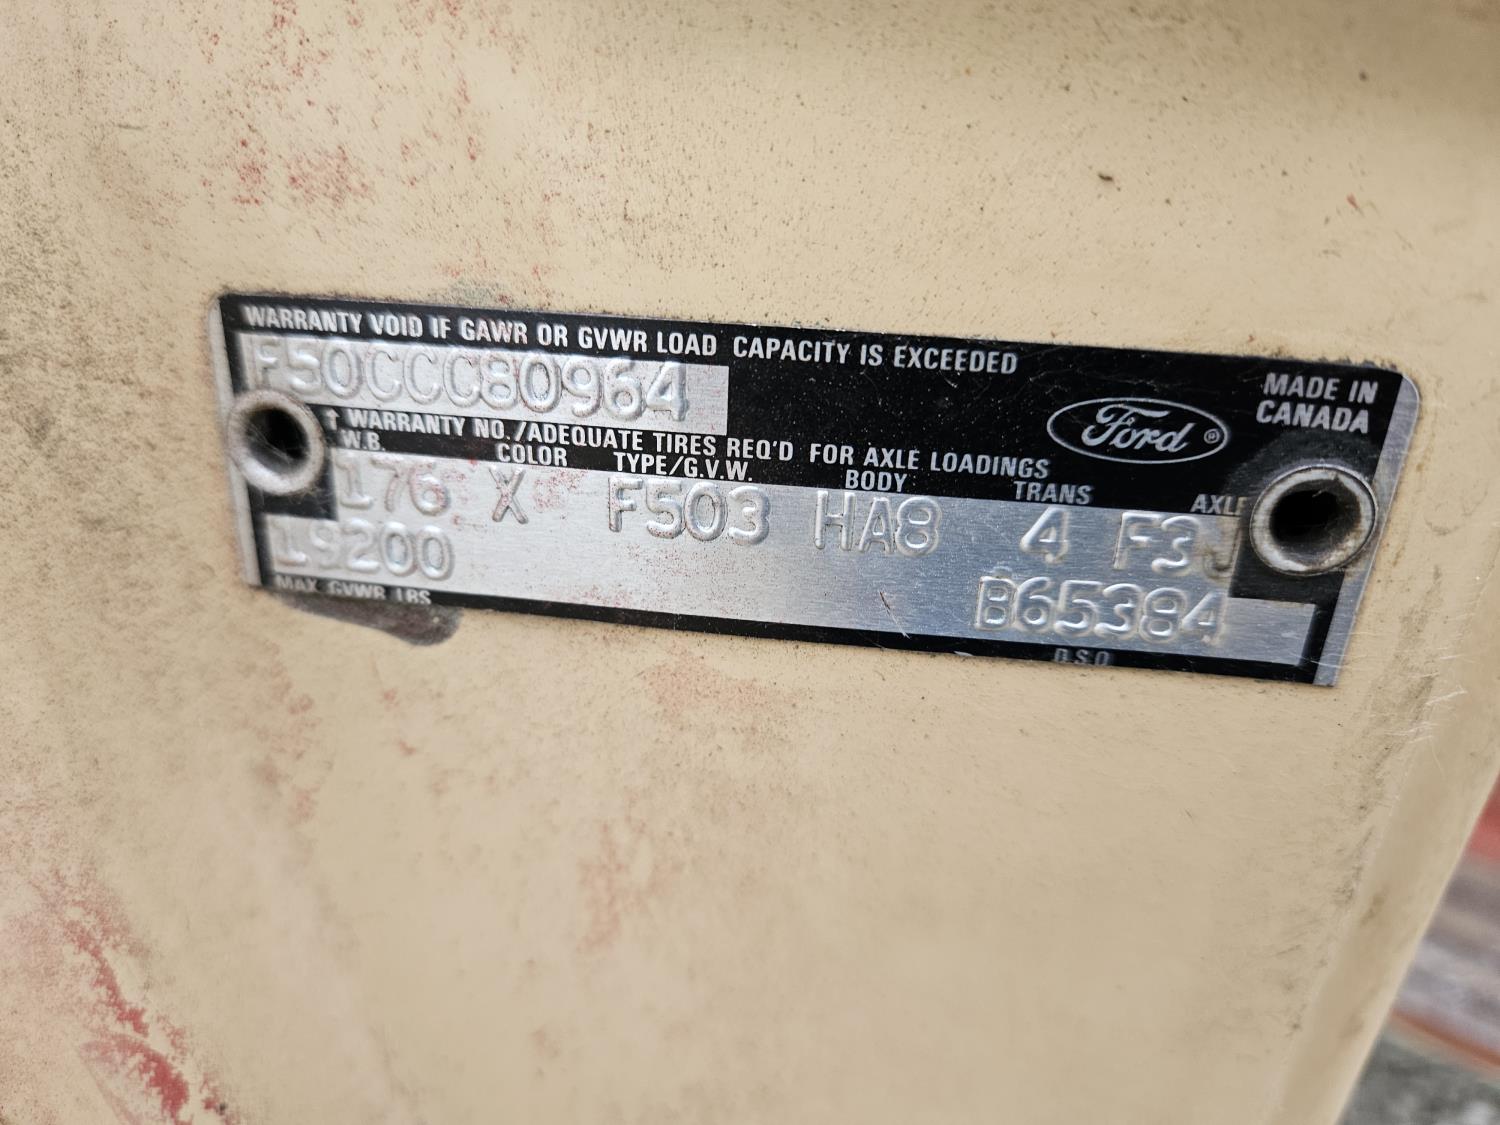 WARRANTY VOID IF GAWR OR GVWR LOAD CAPACITY IS EXCEEDED
F50CCC80964
MADE IN
CANADA
Ford ®
↑ WARRANTY NO./ADEQUATE TIRES REQ'D FOR AXLE LOADINGS
W.B. COLOR TYPE/G.V.W. BODY TRANS AXLE
176 X F503 HA8 4 F3J
19200 B65384
MAX. GVWR LBS D.S.O